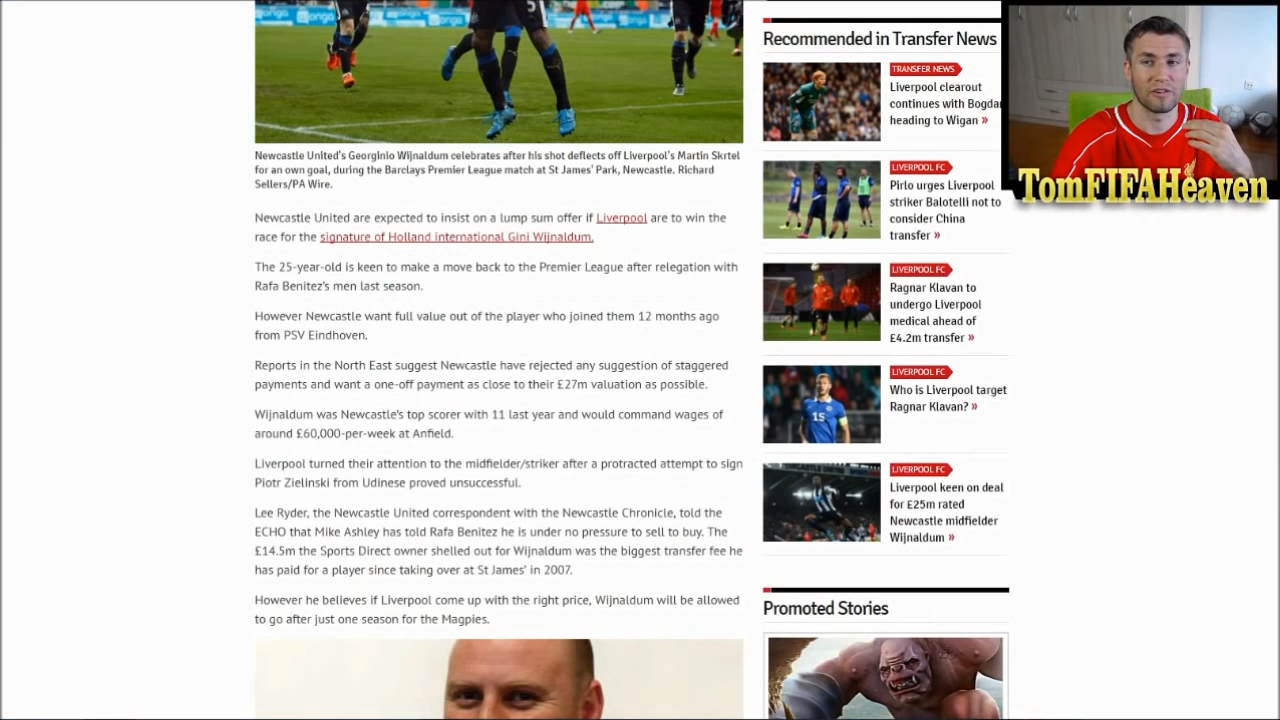 Newcastle United's Georginio Wijnaldum celebrates after his shot deflects off Liverpool's Martin Skrtel
for an own goal, during the Barclays Premier League match at St James' Park, Newcastle. Richard
Sellers/PA Wire.
Newcastle United are expected to insist on a lump sum offer if Liverpool are to win the
race for the signature of Holland international Gini Wijnaldum.
The 25-year-old is keen to make a move back to the Premier League after relegation with
Rafa Benitez's men last season.
However Newcastle want full value out of the player who joined them 12 months ago
from PSV Eindhoven.
Reports in the North East suggest Newcastle have rejected any suggestion of staggered
payments and want a one-off payment as close to their £27m valuation as possible.
Wijnaldum was Newcastle's top scorer with 11 last year and would command wages of
around £60,000-per-week at Anfield.
Liverpool turned their attention to the midfielder/striker after a protracted attempt to sign
Piotr Zielinski from Udinese proved unsuccessful.
Lee Ryder, the Newcastle United correspondent with the Newcastle Chronicle, told the
ECHO that Mike Ashley has told Rafa Benitez he is under no pressure to sell to buy. The
£14.5m the Sports Direct owner shelled out for Wijnaldum was the biggest transfer fee he
has paid for a player since taking over at St James' in 2007.
However he believes if Liverpool come up with the right price, Wijnaldum will be allowed
to go after just one season for the Magpies.
Recommended in Transfer News
TRANSFER NEWS
Liverpool clearout
continues with Bogdan
heading to Wigan »
LIVERPOOL FC
Pirlo urges Liverpool
striker Balotelli not to
consider China
transfer »
LIVERPOOL FC
Ragnar Klavan to
undergo Liverpool
medical ahead of
£4.2m transfer »
LIVERPOOL FC
Who is Liverpool target
Ragnar Klavan? »
15
LIVERPOOL FC
Liverpool keen on deal
for £25m rated
Newcastle midfielder
Wijnaldum »
Promoted Stories
TomFIFAHeaven